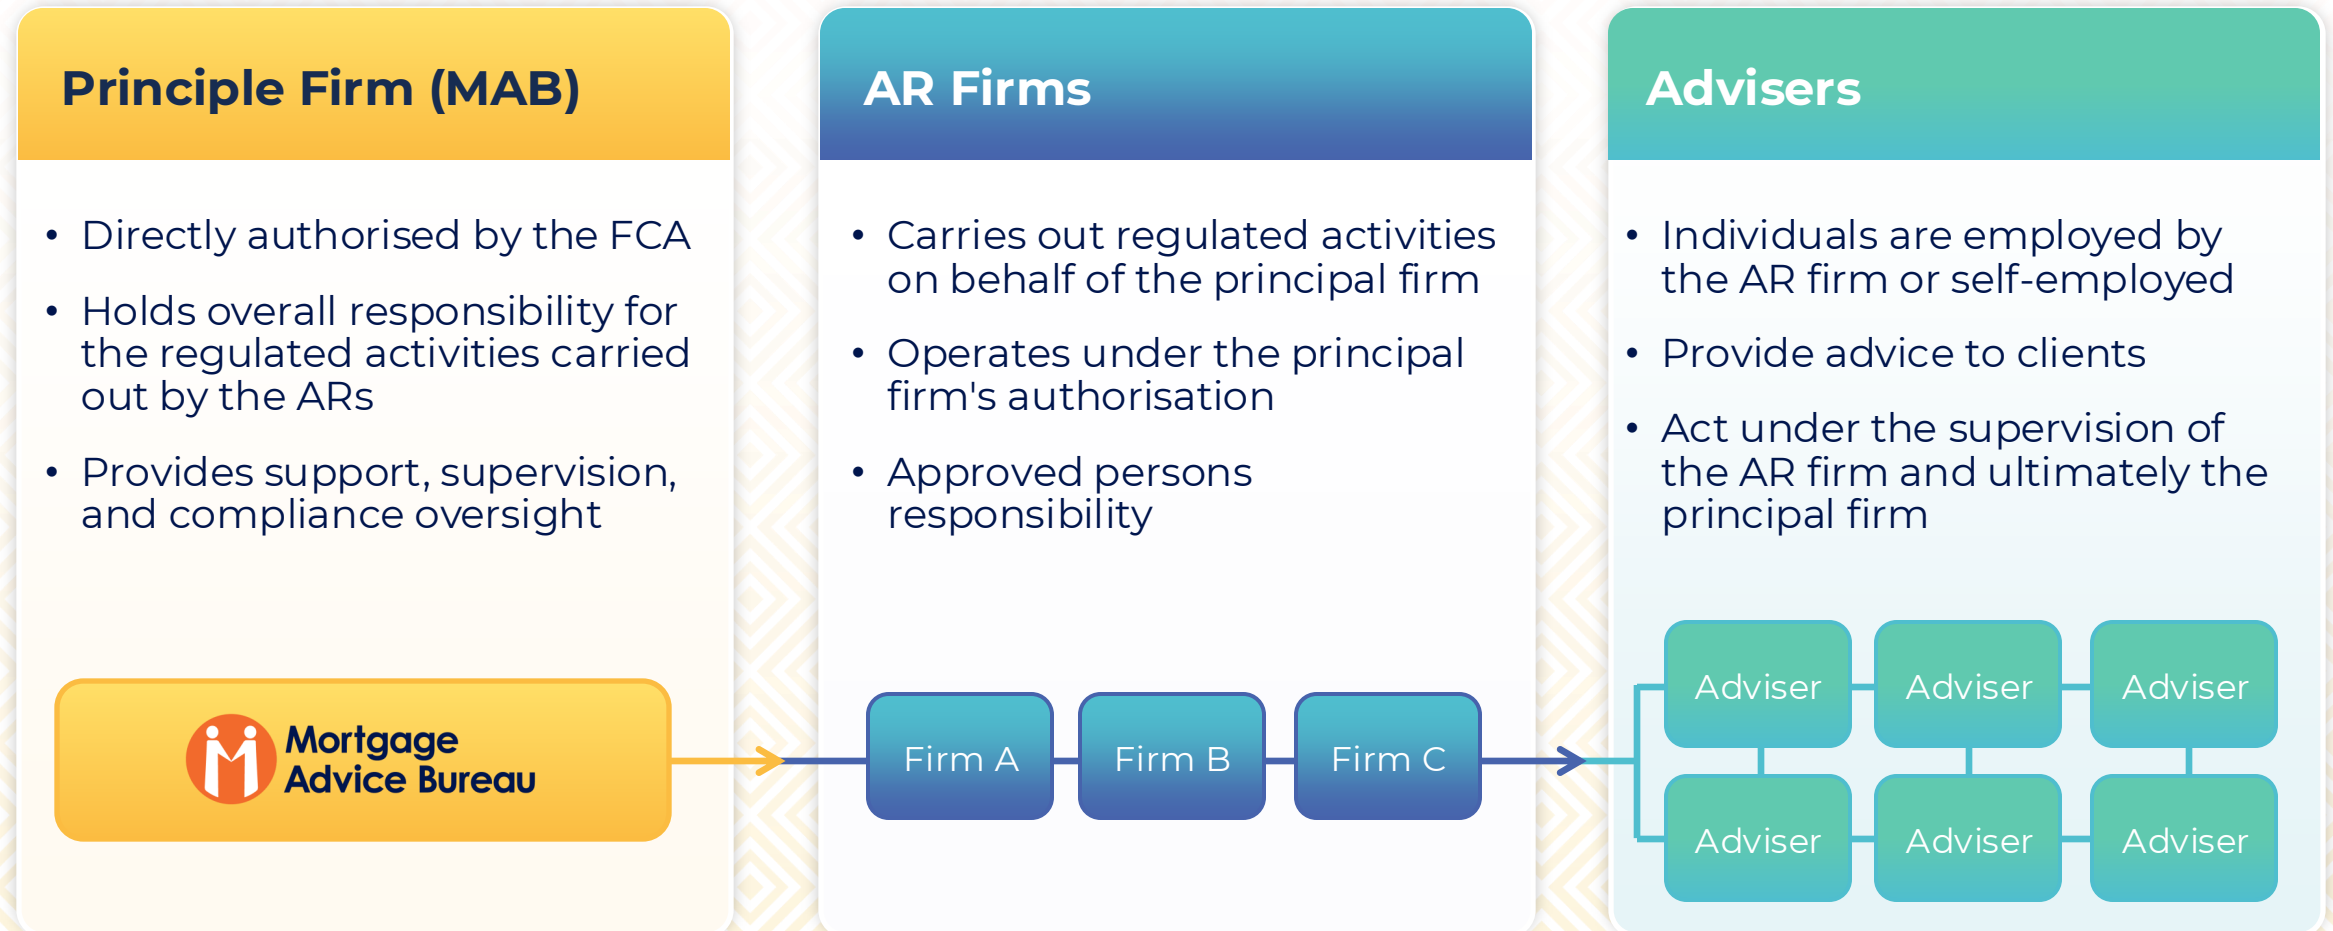 Principle Firm (MAB)
• Directly authorised by the FCA
• Holds overall responsibility for
the regulated activities carried
out by the ARs
• Provides support, supervision,
and compliance oversight
Mortgage
Advice Bureau
AR Firms
• Carries out regulated activities
on behalf of the principal firm
• Operates under the principal
firm's authorisation
• Approved persons
responsibility
Firm A
Firm B
Firm C
Advisers
• Individuals are employed by
the AR firm or self-employed
• Provide advice to clients
• Act under the supervision of
the AR firm and ultimately the
principal firm
Adviser
Adviser
Adviser
Adviser
Adviser
Adviser